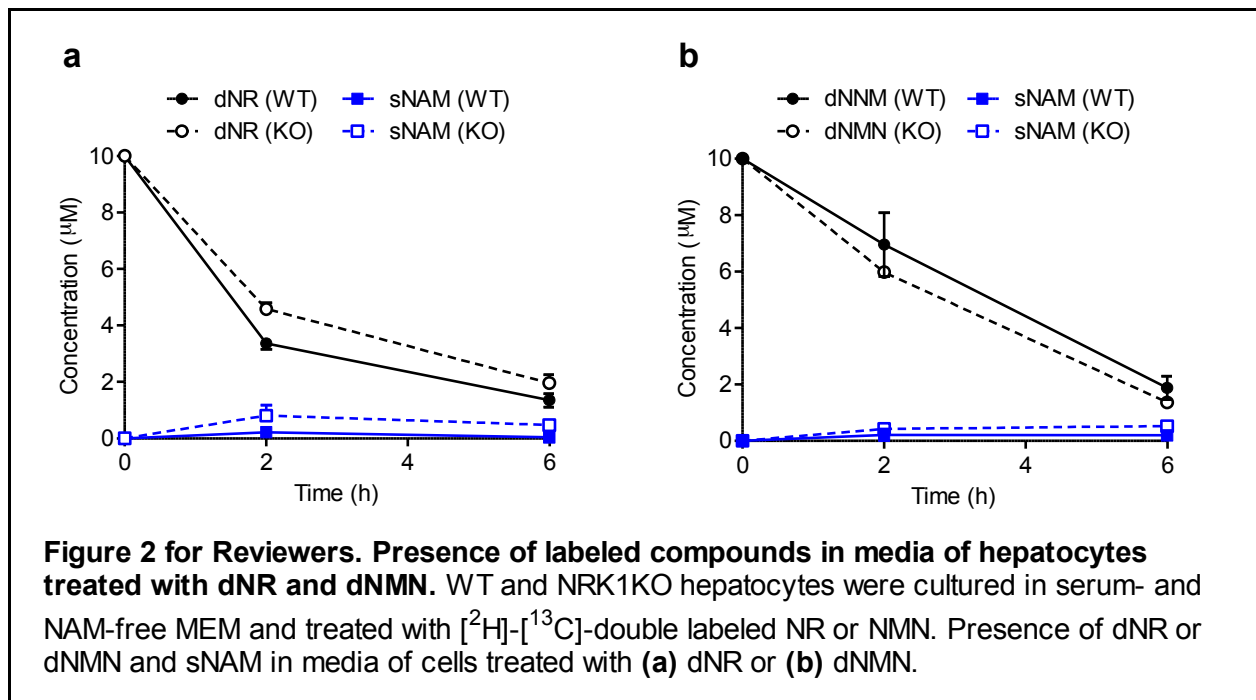 a
dNR (WT) sNAM (WT)
dNR (KO) sNAM (KO)
10
8
6
4
2
0
Concentration (µM)
0 2 4 6
Time (h)
b
dNNM (WT) sNAM (WT)
dNMN (KO) sNAM (KO)
10
8
6
4
2
0
Concentration (µM)
0 2 4 6
Time (h)
Figure 2 for Reviewers. Presence of labeled compounds in media of hepatocytes
treated with dNR and dNMN. WT and NRK1KO hepatocytes were cultured in serum- and
NAM-free MEM and treated with [²H]-[¹³C]-double labeled NR or NMN. Presence of dNR or
dNMN and sNAM in media of cells treated with (a) dNR or (b) dNMN.